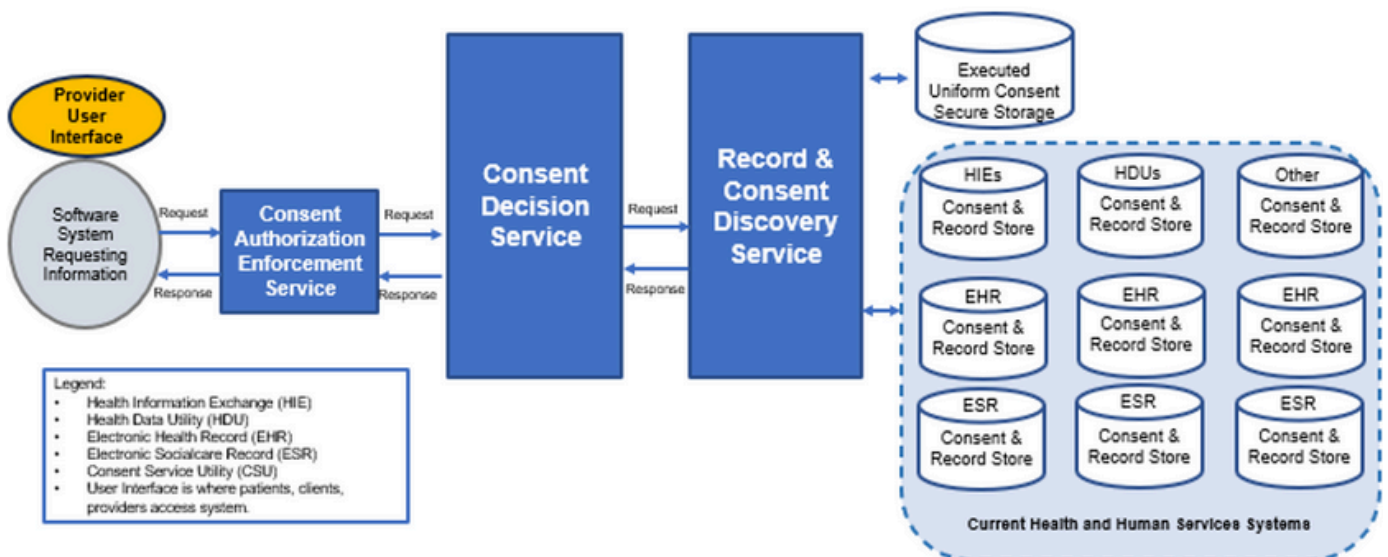 Provider
User
Interface
Software
System
Requesting
Information
Request
Response
Consent
Authorization
Enforcement
Service
Request
Response
Consent
Decision
Service
Request
Response
Record &
Consent
Discovery
Service
Executed
Uniform Consent
Secure Storage
HIEs
Consent &
Record Store
HDUs
Consent &
Record Store
Other
Consent &
Record Store
EHR
Consent &
Record Store
EHR
Consent &
Record Store
EHR
Consent &
Record Store
ESR
Consent &
Record Store
ESR
Consent &
Record Store
ESR
Consent &
Record Store
Current Health and Human Services Systems
Legend:
• Health Information Exchange (HIE)
• Health Data Utility (HDU)
• Electronic Health Record (EHR)
• Electronic Socialcare Record (ESR)
• Consent Service Utility (CSU)
• User Interface is where patients, clients,
providers access system.